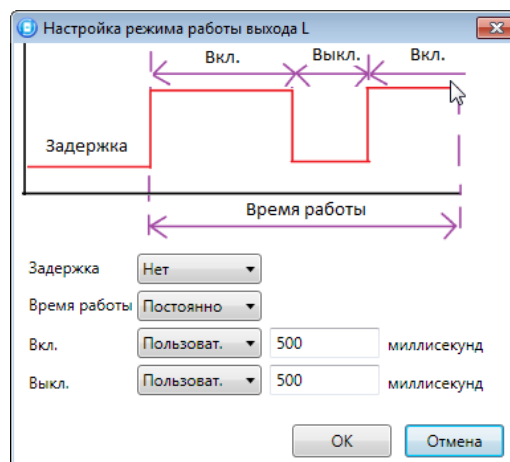 Настройка режима работы выхода L
Вкл. Выкл. Вкл.
Задержка
Время работы
Задержка Нет
Время работы Постоянно
Вкл. Пользоват. 500 миллисекунд
Выкл. Пользоват. 500 миллисекунд
OK Отмена